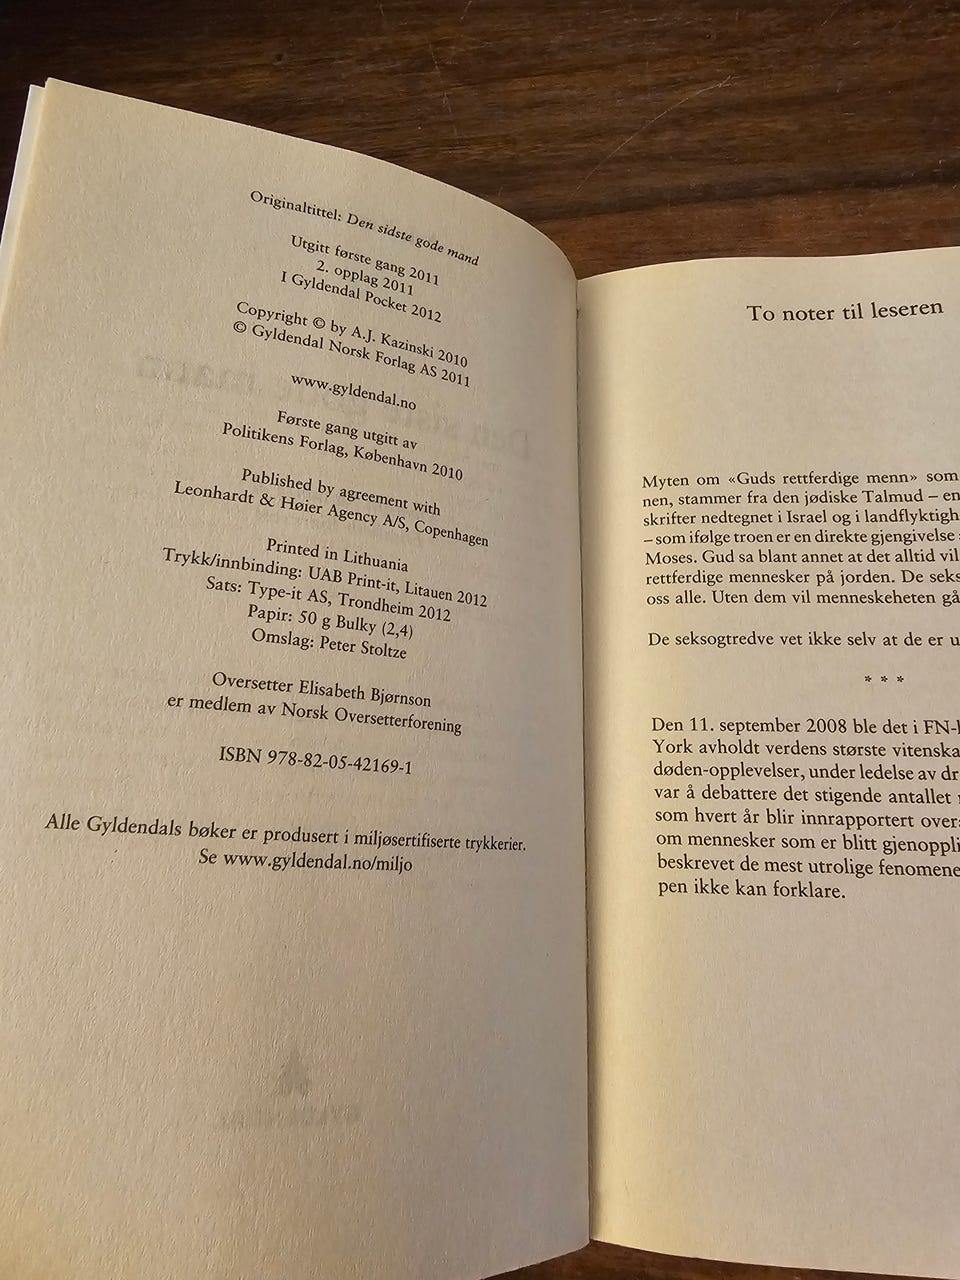 Originaltittel: Den sidste gode mand
Utgitt første gang 2011
2. opplag 2011
I Gyldendal Pocket 2012
Copyright © by A.J. Kazinski 2010
© Gyldendal Norsk Forlag AS 2011
www.gyldendal.no
Første gang utgitt av
Politikens Forlag, København 2010
Published by agreement with
Leonhardt & Høier Agency A/S, Copenhagen
Printed in Lithuania
Trykk/innbinding: UAB Print-it, Litauen 2012
Sats: Type-it AS, Trondheim 2012
Papir: 50 g Bulky (2,4)
Omslag: Peter Stoltze
Oversetter Elisabeth Bjørnson
er medlem av Norsk Oversetterforening
ISBN 978-82-05-42169-1
Alle Gyldendals bøker er produsert i miljøsertifiserte trykkerier.
Se www.gyldendal.no/miljo
To noter til leseren
Myten om «Guds rettferdige menn» som
nen, stammer fra den jødiske Talmud – en
skrifter nedtegnet i Israel og i landflyktigh
– som ifølge troen er en direkte gjengivelse
Moses. Gud sa blant annet at det alltid vil
rettferdige mennesker på jorden. De seks
oss alle. Uten dem vil menneskeheten gå
De seksogtredve vet ikke selv at de er u
* * *
Den 11. september 2008 ble det i FN-
York avholdt verdens største vitenska
døden-opplevelser, under ledelse av dr
var å debattere det stigende antallet
som hvert år blir innrapportert over
om mennesker som er blitt gjenoppli
beskrevet de mest utrolige fenomene
pen ikke kan forklare.